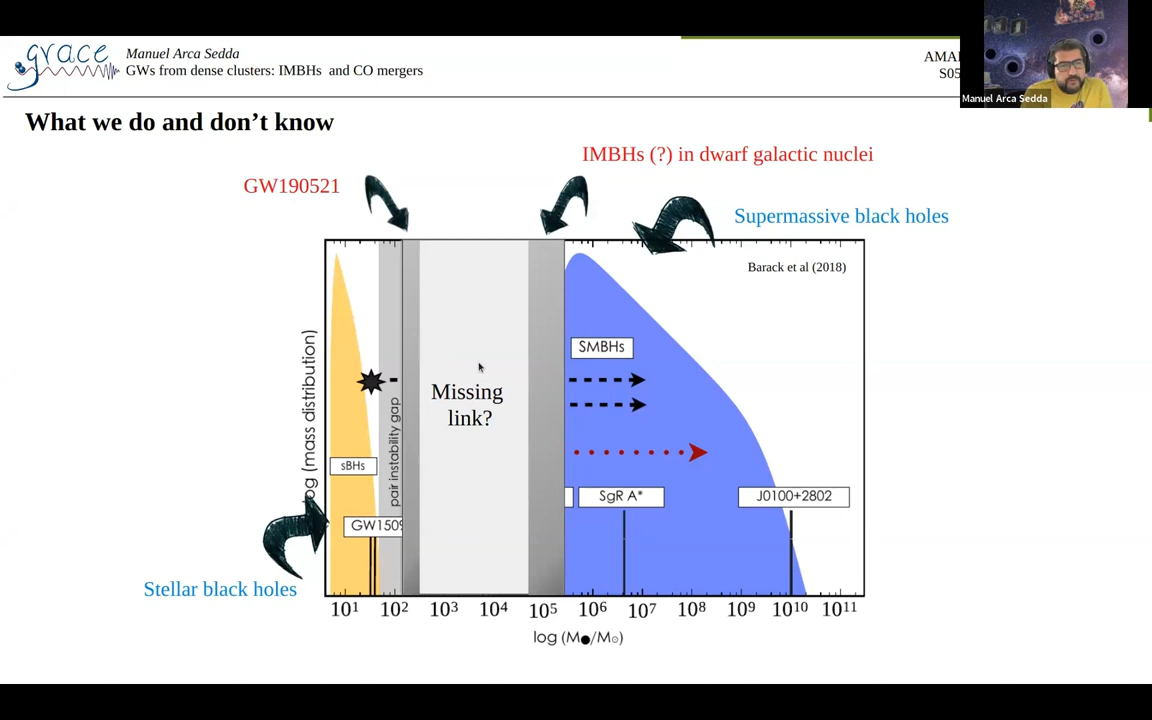 grace
Manuel Arca Sedda
GWs from dense clusters: IMBHs and CO mergers
AMA
S05
Manuel Arca Sedda
What we do and don't know
IMBHs (?) in dwarf galactic nuclei
GW190521
Supermassive black holes
Barack et al (2018)
SMBHs
Missing
link?
(mass distribution)
pair instability gap
sBHs
Sgr A*
J0100+2802
GW150
Stellar black holes
10¹ 10² 10³ 10⁴ 10⁵ 10⁶ 10⁷ 10⁸ 10⁹ 10¹⁰ 10¹¹
log (M●/M☉)